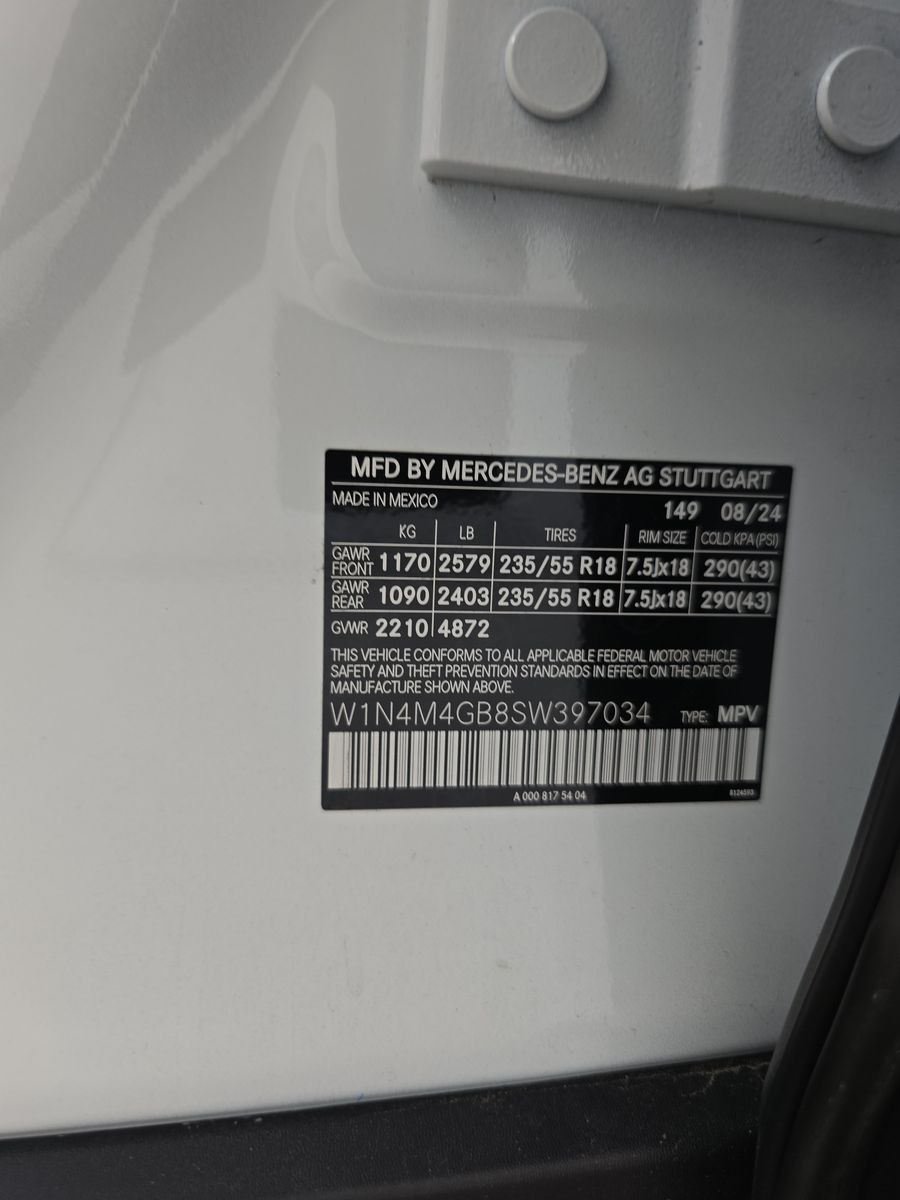 MFD BY MERCEDES-BENZ AG STUTTGART
MADE IN MEXICO 149 08/24
KG LB TIRES RIM SIZE COLD KPA (PSI)
GAWR FRONT 1170 2579 235/55 R18 7.5Jx18 290(43)
GAWR REAR 1090 2403 235/55 R18 7.5Jx18 290(43)
GVWR 2210 4872
THIS VEHICLE CONFORMS TO ALL APPLICABLE FEDERAL MOTOR VEHICLE
SAFETY AND THEFT PREVENTION STANDARDS IN EFFECT ON THE DATE OF
MANUFACTURE SHOWN ABOVE.
W1N4M4GB8SW397034 TYPE: MPV
A 000 817 54 04 8124593